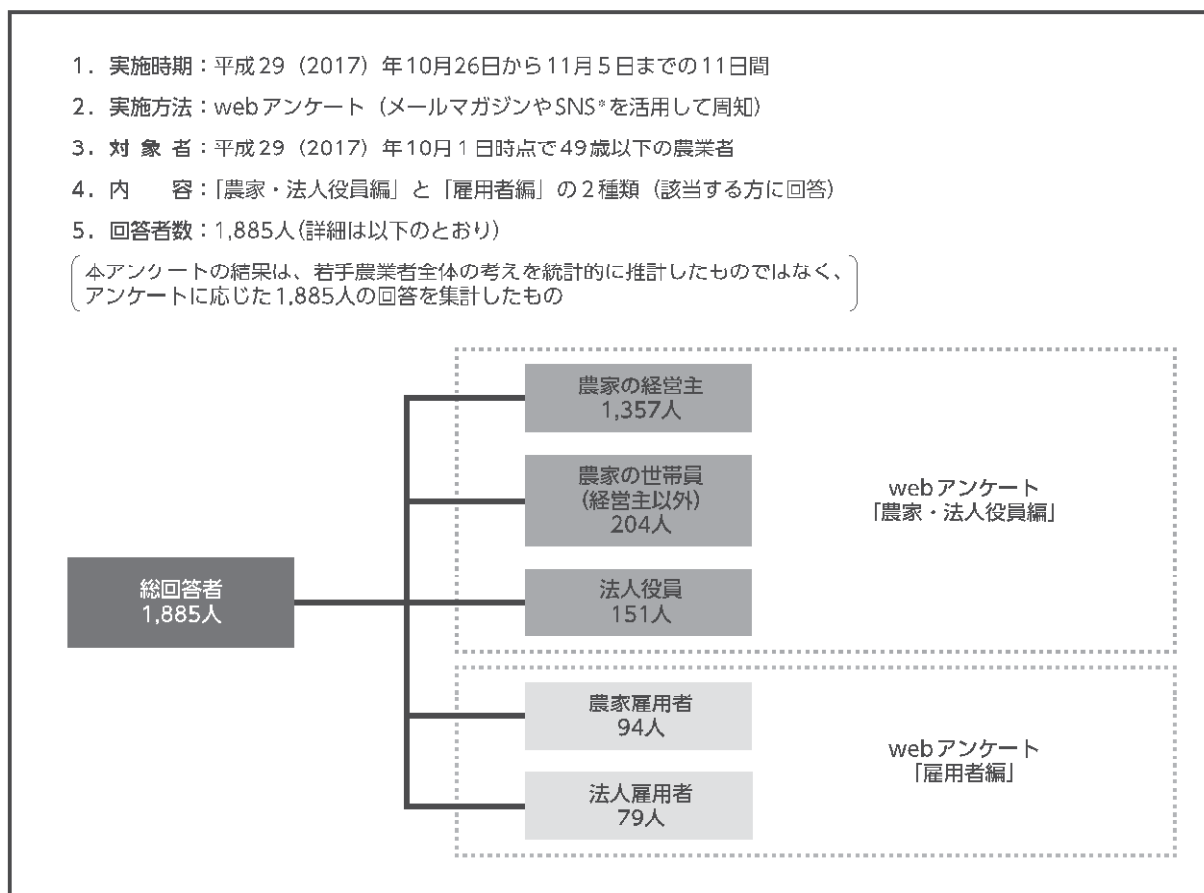 1．実施時期：平成29（2017）年10月26日から11月5日までの11日間
2．実施方法：webアンケート（メールマガジンやSNS*を活用して周知）
3．対 象 者：平成29（2017）年10月1日時点で49歳以下の農業者
4．内　　容：「農家・法人役員編」と「雇用者編」の2種類（該当する方に回答）
5．回答者数：1,885人（詳細は以下のとおり）
本アンケートの結果は、若手農業者全体の考えを統計的に推計したものではなく、
アンケートに応じた1,885人の回答を集計したもの
総回答者
1,885人
農家の経営主
1,357人
農家の世帯員
（経営主以外）
204人
法人役員
151人
webアンケート
「農家・法人役員編」
農家雇用者
94人
法人雇用者
79人
webアンケート
「雇用者編」